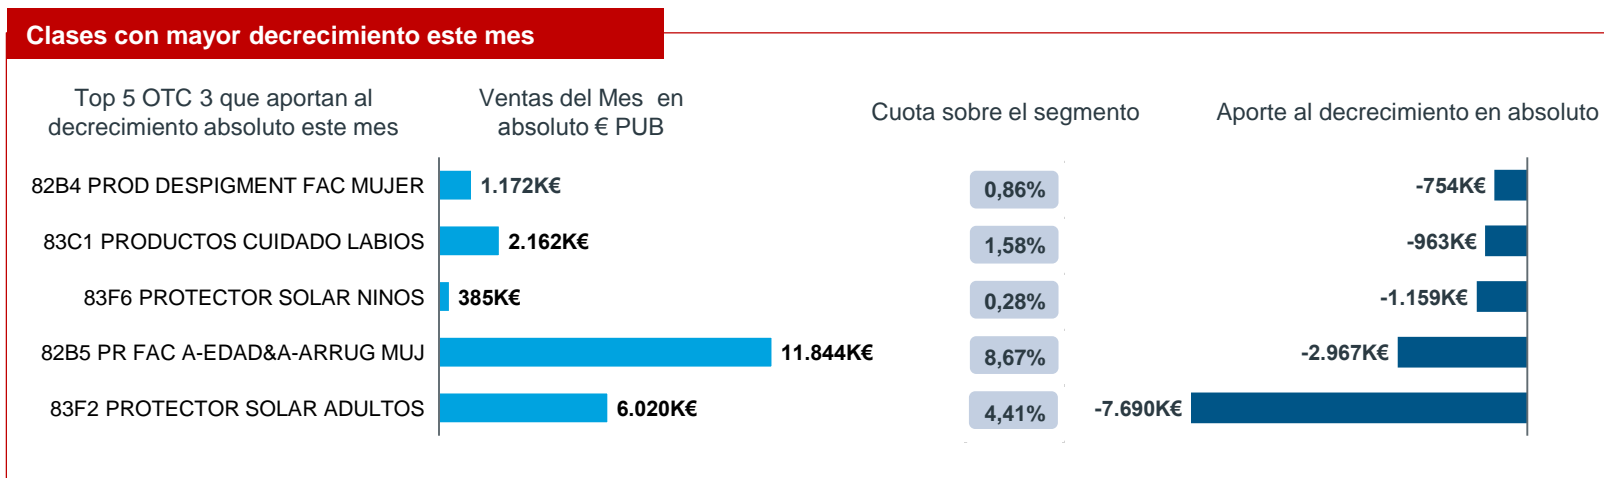 Clases con mayor decrecimiento este mes
Top 5 OTC 3 que aportan al
decrecimiento absoluto este mes
Ventas del Mes en
absoluto € PUB
Cuota sobre el segmento
Aporte al decrecimiento en absoluto
82B4 PROD DESPIGMENT FAC MUJER 1.172K€ 0,86% -754K€
83C1 PRODUCTOS CUIDADO LABIOS 2.162K€ 1,58% -963K€
83F6 PROTECTOR SOLAR NINOS 385K€ 0,28% -1.159K€
82B5 PR FAC A-EDAD&A-ARRUG MUJ 11.844K€ 8,67% -2.967K€
83F2 PROTECTOR SOLAR ADULTOS 6.020K€ 4,41% -7.690K€